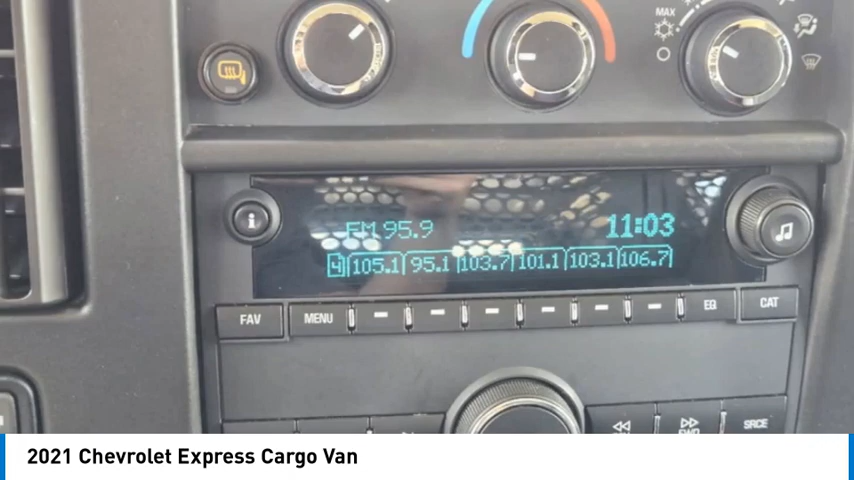 MAX
i
FM 95.9 11:03
4 105.1 95.1 103.7 101.1 103.1 106.7
FAV MENU EQ CAT
SRCE
2021 Chevrolet Express Cargo Van